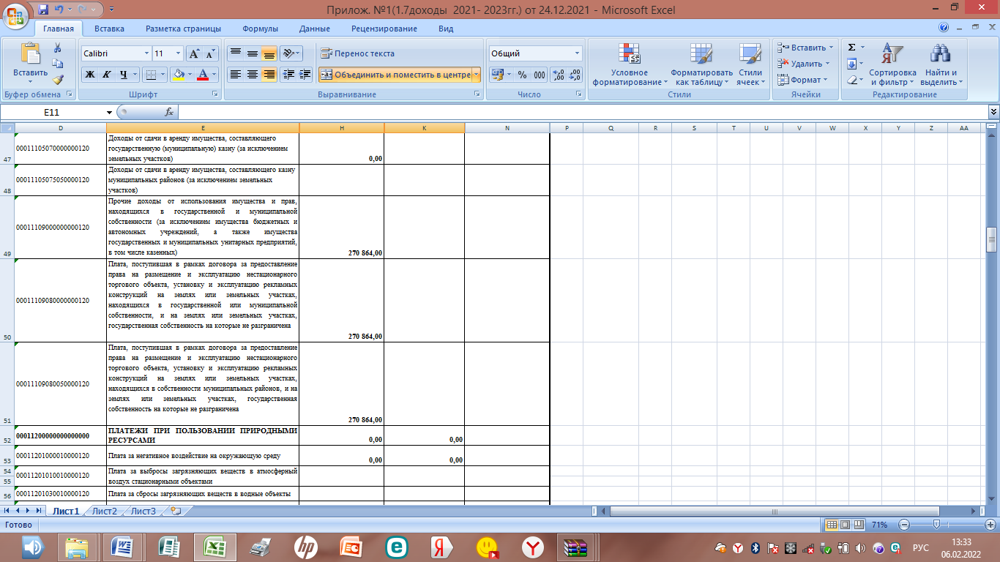 Прилож. №1(1.7доходы 2021- 2023гг.) от 24.12.2021 - Microsoft Excel
Главная Вставка Разметка страницы Формулы Данные Рецензирование Вид
Вставить
Буфер обмена
Calibri 11
Ж К Ч
Шрифт
Перенос текста
Объединить и поместить в центре
Выравнивание
Общий
% 000
Число
Условное форматирование
Форматировать как таблицу
Стили ячеек
Стили
Вставить
Удалить
Формат
Ячейки
Сортировка и фильтр
Найти и выделить
Редактирование
E11 fx
D E H K N P Q R S T U V W X Y Z AA
47 00011105070000000120
Доходы от сдачи в аренду имущества, составляющего
государственную (муниципальную) казну (за исключением
земельных участков) 0,00
48 00011105075050000120
Доходы от сдачи в аренду имущества, составляющего казну
муниципальных районов (за исключением земельных
участков)
49 00011109000000000120
Прочие доходы от использования имущества и прав,
находящихся в государственной и муниципальной
собственности (за исключением имущества бюджетных и
автономных учреждений, а также имущества
государственных и муниципальных унитарных предприятий,
в том числе казенных) 270 864,00
50 00011109080000000120
Плата, поступившая в рамках договора за предоставление
права на размещение и эксплуатацию нестационарного
торгового объекта, установку и эксплуатацию рекламных
конструкций на землях или земельных участках,
находящихся в государственной или муниципальной
собственности, и на землях или земельных участках,
государственная собственность на которые не разграничена
270 864,00
51 00011109080050000120
Плата, поступившая в рамках договора за предоставление
права на размещение и эксплуатацию нестационарного
торгового объекта, установку и эксплуатацию рекламных
конструкций на землях или земельных участках,
находящихся в собственности муниципальных районов, и на
землях или земельных участках, государственная
собственность на которые не разграничена
270 864,00
52 00011200000000000000
ПЛАТЕЖИ ПРИ ПОЛЬЗОВАНИИ ПРИРОДНЫМИ
РЕСУРСАМИ 0,00 0,00
53 00011201000010000120 Плата за негативное воздействие на окружающую среду 0,00 0,00
54
55 00011201010010000120
Плата за выбросы загрязняющих веществ в атмосферный
воздух стационарными объектами
56 00011201030010000120 Плата за сбросы загрязняющих веществ в водные объекты
Лист1 Лист2 Лист3
Готово 71%
РУС 13:33
06.02.2022